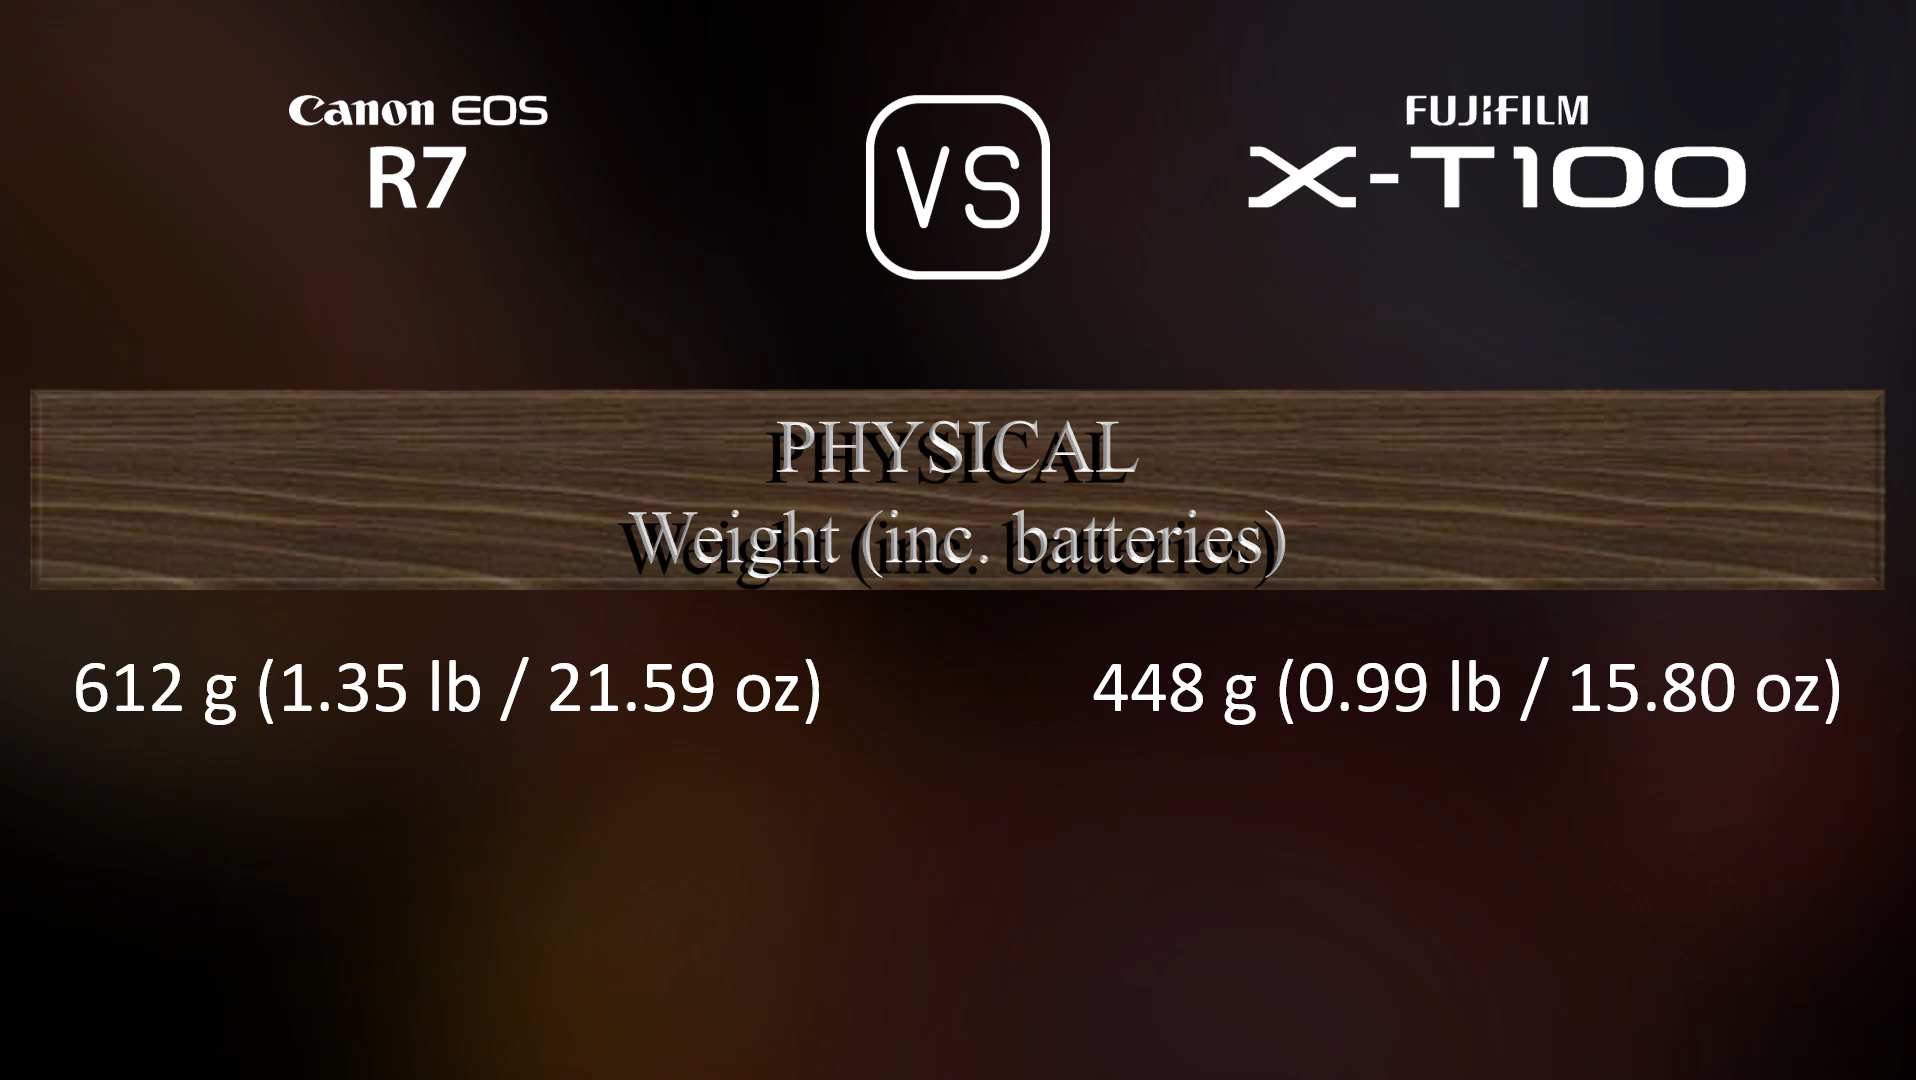 Canon EOS
R7
VS
FUJIFILM
X-T100
PHYSICAL
Weight (inc. batteries)
612 g (1.35 lb / 21.59 oz)
448 g (0.99 lb / 15.80 oz)